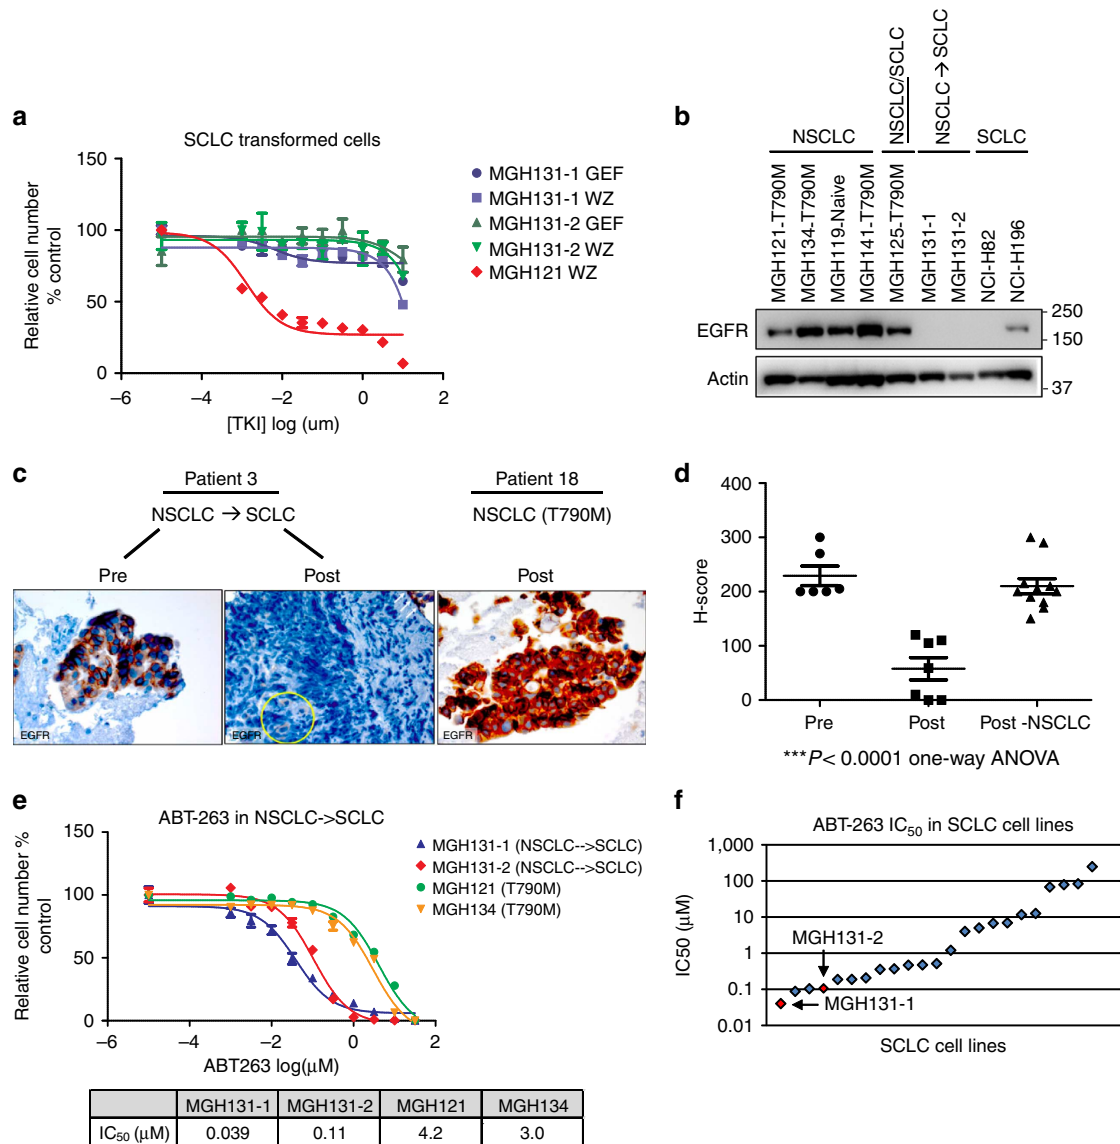 a
SCLC transformed cells
Relative cell number
% control
150
100
50
0
−6
−4
−2
0
2
[TKI] log (um)
MGH131-1 GEF
MGH131-1 WZ
MGH131-2 GEF
MGH131-2 WZ
MGH121 WZ
b
NSCLC
NSCLC/SCLC
NSCLC → SCLC
SCLC
MGH121-T790M
MGH134-T790M
MGH119-Naive
MGH141-T790M
MGH125-T790M
MGH131-1
MGH131-2
NCI-H82
NCI-H196
EGFR
250
150
Actin
37
c
Patient 3
NSCLC → SCLC
Patient 18
NSCLC (T790M)
Pre
Post
Post
EGFR
EGFR
EGFR
d
H-score
400
300
200
100
0
Pre
Post
Post -NSCLC
***P< 0.0001 one-way ANOVA
e
ABT-263 in NSCLC->SCLC
Relative cell number %
control
150
100
50
0
−6
−4
−2
0
2
ABT263 log(μM)
MGH131-1 (NSCLC-->SCLC)
MGH131-2 (NSCLC-->SCLC)
MGH121 (T790M)
MGH134 (T790M)
MGH131-1 MGH131-2 MGH121 MGH134
IC50 (μM) 0.039 0.11 4.2 3.0
f
ABT-263 IC50 in SCLC cell lines
IC50 (μM)
1,000
100
10
1
0.1
0.01
MGH131-2
MGH131-1
SCLC cell lines